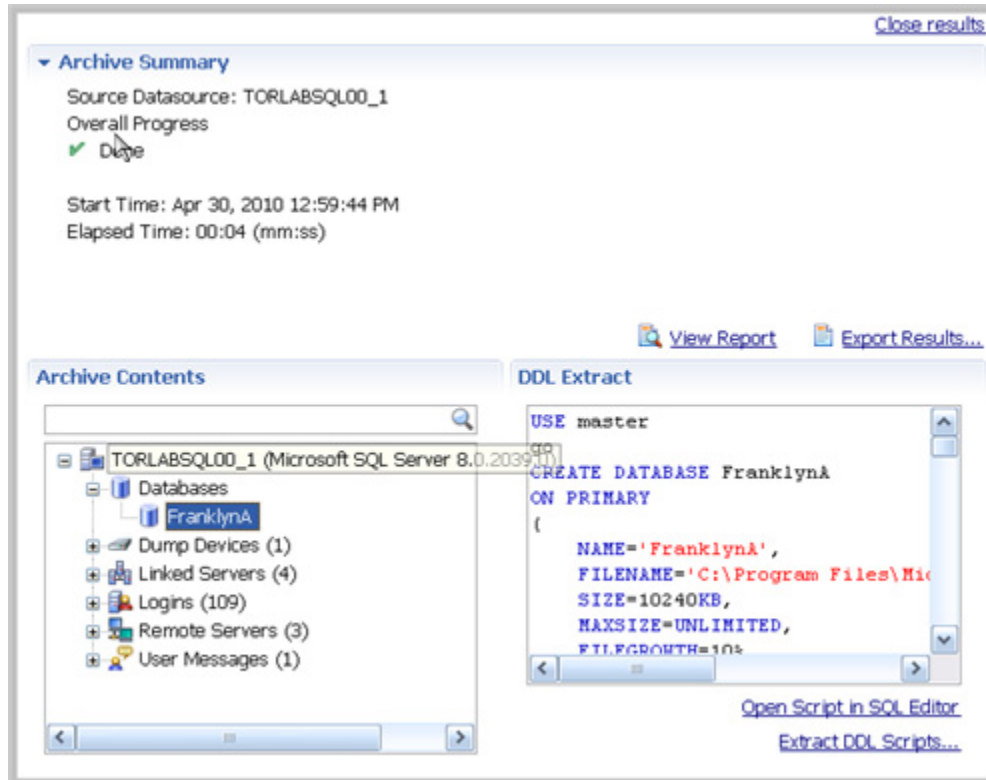 Close results
Archive Summary
Source Datasource: TORLABSQL00_1
Overall Progress
Done
Start Time: Apr 30, 2010 12:59:44 PM
Elapsed Time: 00:04 (mm:ss)
View Report
Export Results...
Archive Contents
TORLABSQL00_1 (Microsoft SQL Server 8.0.2039.0)
Databases
FranklynA
Dump Devices (1)
Linked Servers (4)
Logins (109)
Remote Servers (3)
User Messages (1)
DDL Extract
USE master
go
CREATE DATABASE FranklynA
ON PRIMARY
(
NAME='FranklynA',
FILENAME='C:\Program Files\Mic
SIZE=10240KB,
MAXSIZE=UNLIMITED,
FILEGROWTH=10%
Open Script in SQL Editor
Extract DDL Scripts...